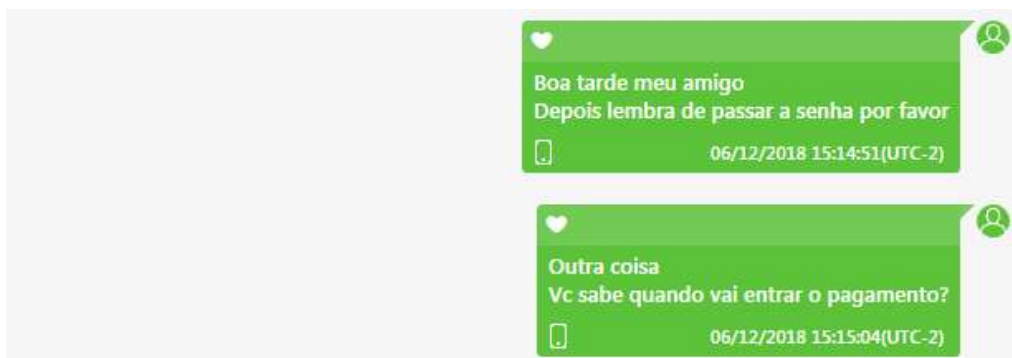 Boa tarde meu amigo
Depois lembra de passar a senha por favor
06/12/2018 15:14:51(UTC-2)
Outra coisa
Vc sabe quando vai entrar o pagamento?
06/12/2018 15:15:04(UTC-2)